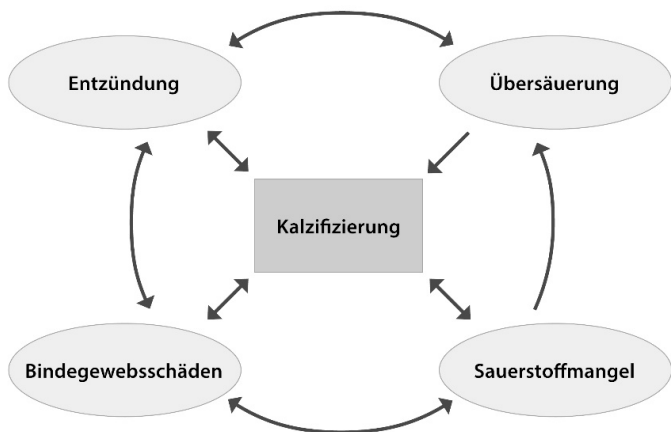 Entzündung
Übersäuerung
Kalzifizierung
Bindegewebsschäden
Sauerstoffmangel